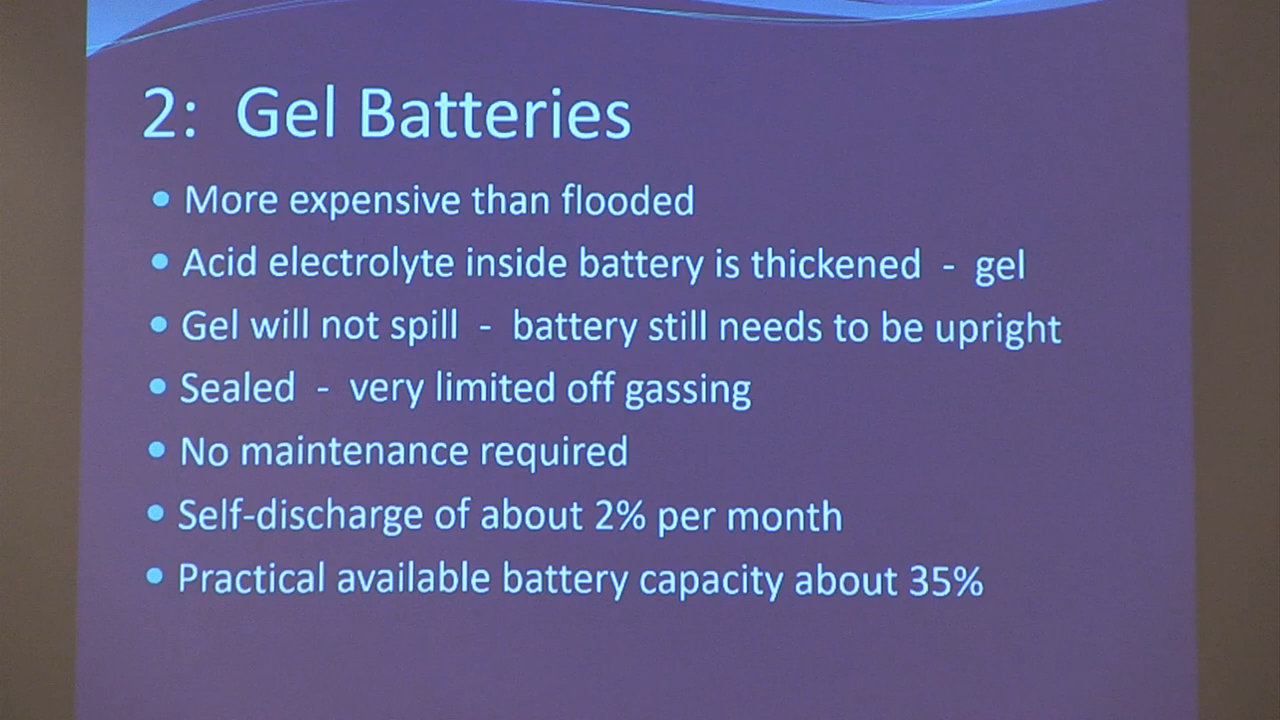 2:  Gel Batteries
• More expensive than flooded
• Acid electrolyte inside battery is thickened  -  gel
• Gel will not spill  -  battery still needs to be upright
• Sealed  -  very limited off gassing
• No maintenance required
• Self-discharge of about 2% per month
• Practical available battery capacity about 35%